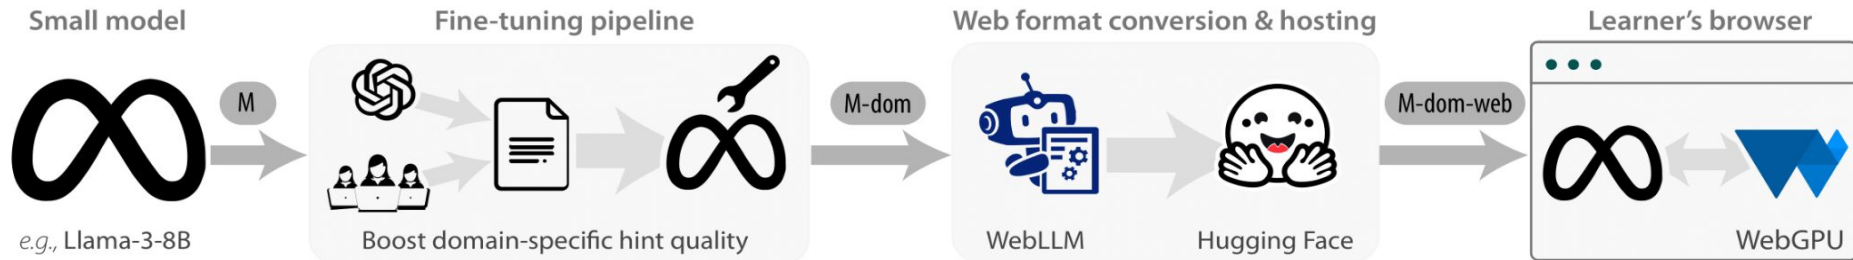 Small model
Fine-tuning pipeline
Web format conversion & hosting
Learner's browser
M
M-dom
M-dom-web
e.g., Llama-3-8B
Boost domain-specific hint quality
WebLLM
Hugging Face
WebGPU